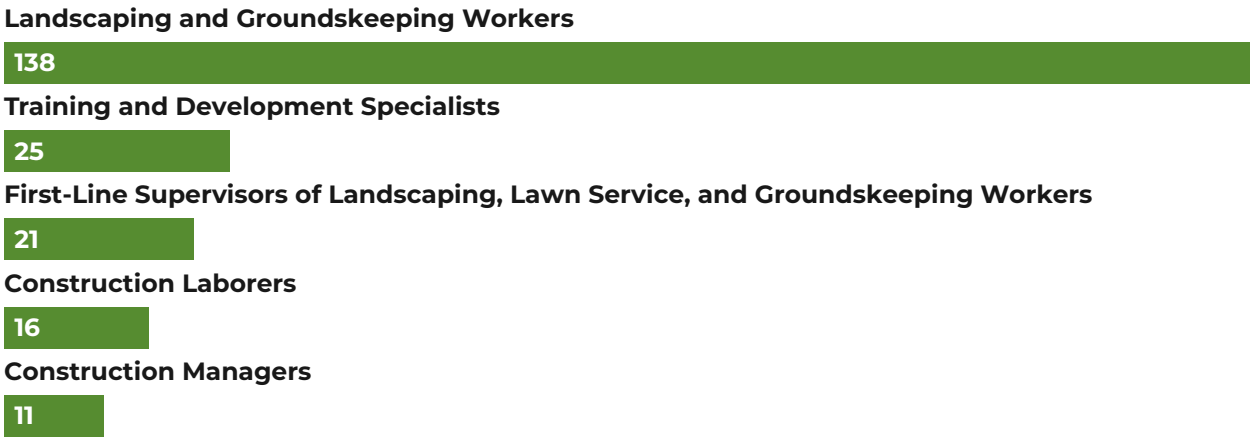 Landscaping and Groundskeeping Workers
138
Training and Development Specialists
25
First-Line Supervisors of Landscaping, Lawn Service, and Groundskeeping Workers
21
Construction Laborers
16
Construction Managers
11